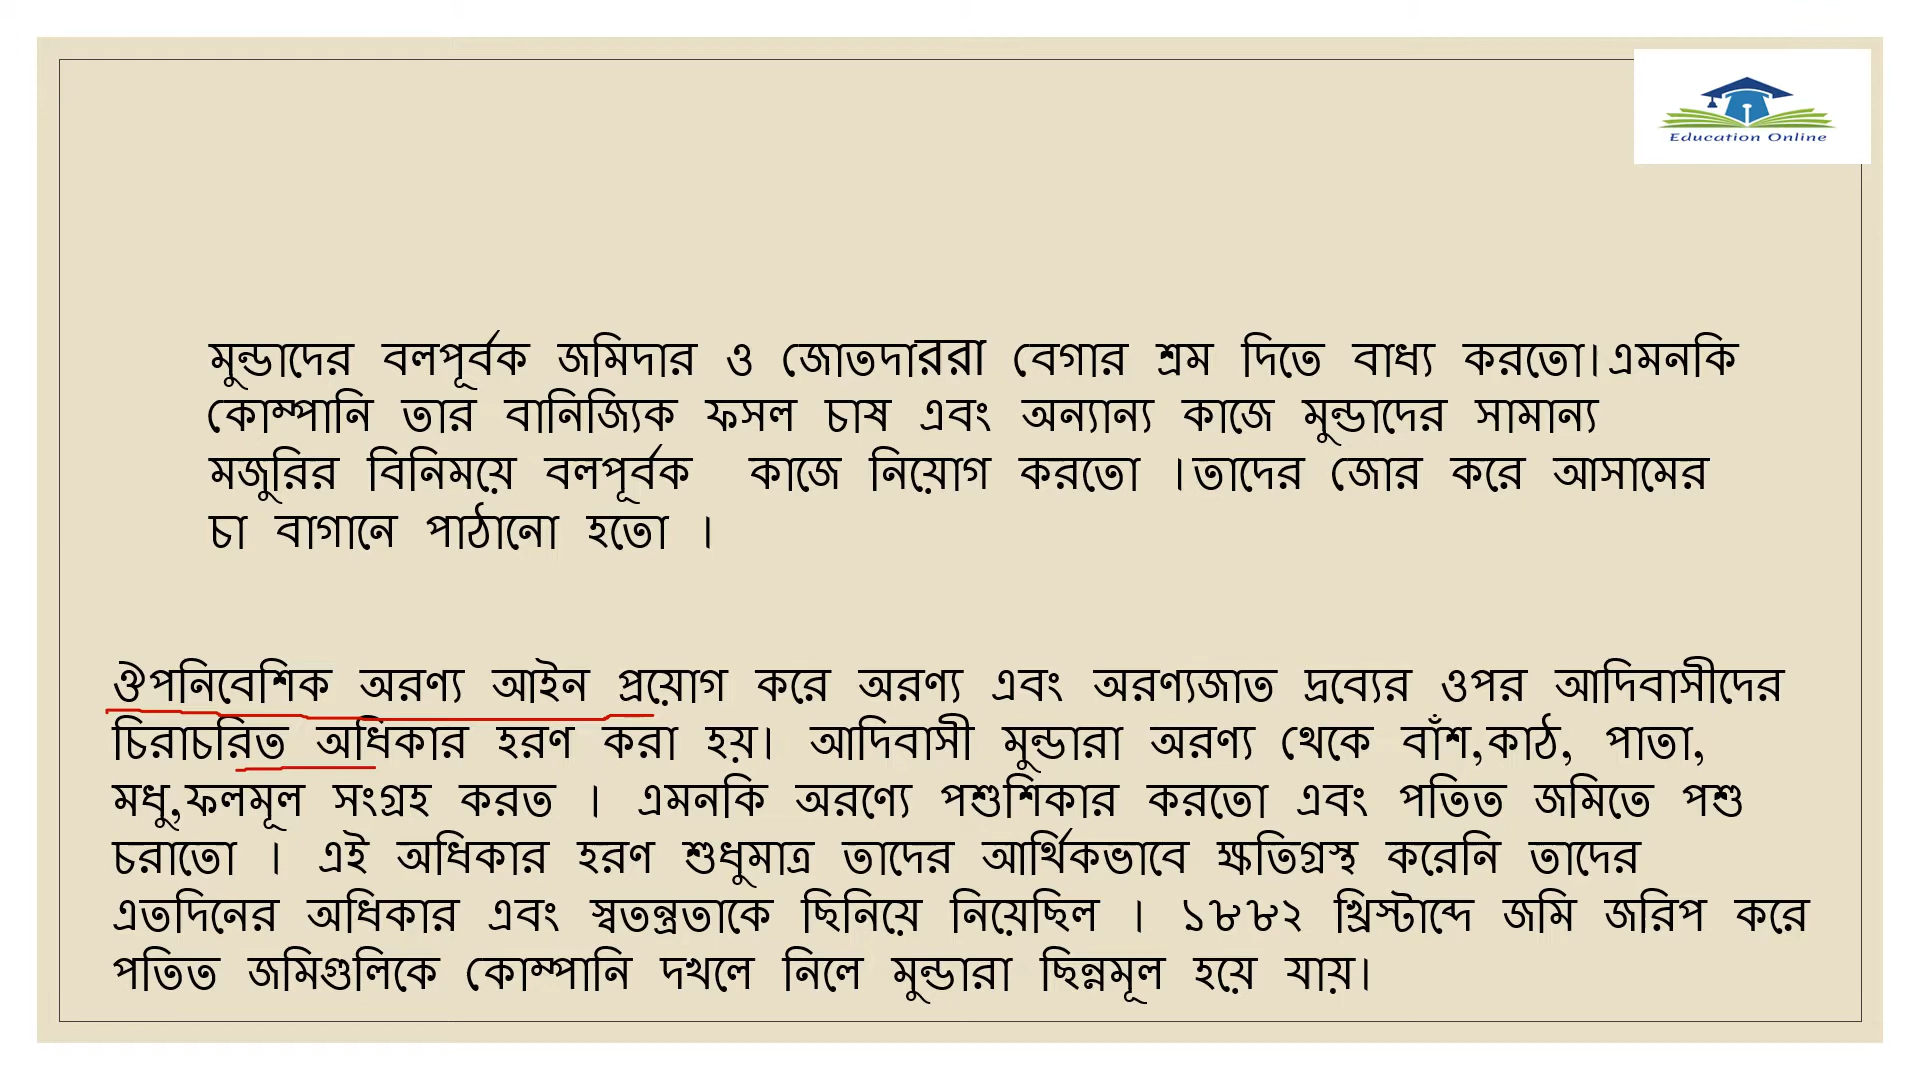 Education Online
মুন্ডাদের বলপূর্বক জমিদার ও জোতদাররা বেগার শ্রম দিতে বাধ্য করতো। এমনকি
কোম্পানি তার বানিজ্যিক ফসল চাষ এবং অন্যান্য কাজে মুন্ডাদের সামান্য
মজুরির বিনিময়ে বলপূর্বক কাজে নিয়োগ করতো । তাদের জোর করে আসামের
চা বাগানে পাঠানো হতো ।
ঔপনিবেশিক অরণ্য আইন প্রয়োগ করে অরণ্য এবং অরণ্যজাত দ্রব্যের ওপর আদিবাসীদের
চিরাচরিত অধিকার হরণ করা হয়। আদিবাসী মুন্ডারা অরণ্য থেকে বাঁশ,কাঠ, পাতা,
মধু,ফলমূল সংগ্রহ করত । এমনকি অরণ্যে পশুশিকার করতো এবং পতিত জমিতে পশু
চরাতো । এই অধিকার হরণ শুধুমাত্র তাদের আর্থিকভাবে ক্ষতিগ্রস্থ করেনি তাদের
এতদিনের অধিকার এবং স্বতন্ত্রতাকে ছিনিয়ে নিয়েছিল । ১৮৮২ খ্রিস্টাব্দে জমি জরিপ করে
পতিত জমিগুলিকে কোম্পানি দখলে নিলে মুন্ডারা ছিন্নমূল হয়ে যায়।